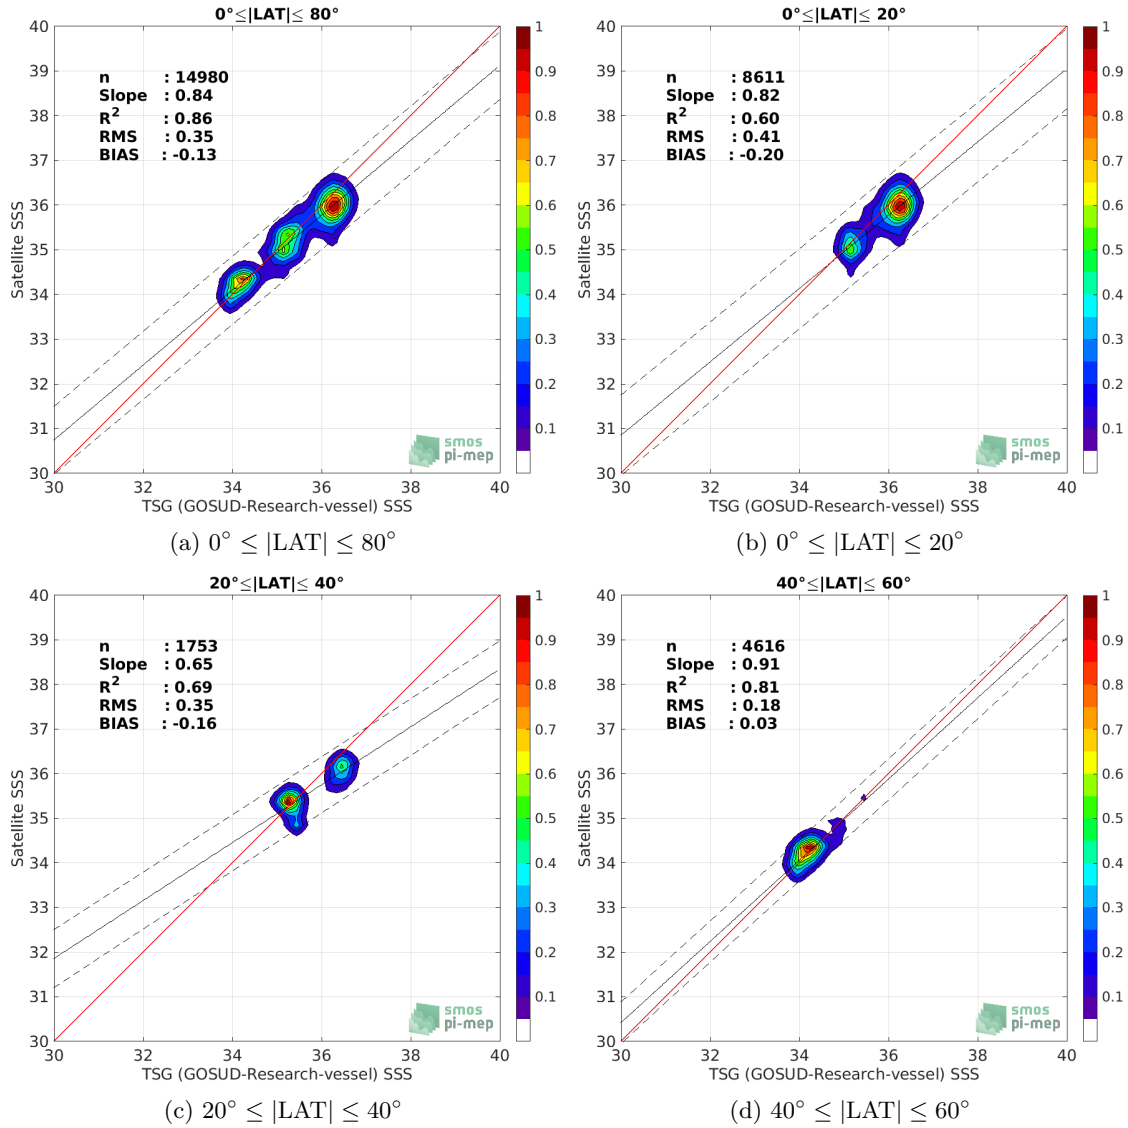 0°≤|LAT|≤ 80°
n : 14980
Slope : 0.84
R2 : 0.86
RMS : 0.35
BIAS : -0.13
Satellite SSS
40
39
38
37
36
35
34
33
32
31
30
30 32 34 36 38 40
TSG (GOSUD-Research-vessel) SSS
1
0.9
0.8
0.7
0.6
0.5
0.4
0.3
0.2
0.1
smos
pi-mep
(a) 0° ≤ |LAT| ≤ 80°
0°≤|LAT|≤ 20°
n : 8611
Slope : 0.82
R2 : 0.60
RMS : 0.41
BIAS : -0.20
Satellite SSS
40
39
38
37
36
35
34
33
32
31
30
30 32 34 36 38 40
TSG (GOSUD-Research-vessel) SSS
1
0.9
0.8
0.7
0.6
0.5
0.4
0.3
0.2
0.1
smos
pi-mep
(b) 0° ≤ |LAT| ≤ 20°
20°≤|LAT|≤ 40°
n : 1753
Slope : 0.65
R2 : 0.69
RMS : 0.35
BIAS : -0.16
Satellite SSS
40
39
38
37
36
35
34
33
32
31
30
30 32 34 36 38 40
TSG (GOSUD-Research-vessel) SSS
1
0.9
0.8
0.7
0.6
0.5
0.4
0.3
0.2
0.1
smos
pi-mep
(c) 20° ≤ |LAT| ≤ 40°
40°≤|LAT|≤ 60°
n : 4616
Slope : 0.91
R2 : 0.81
RMS : 0.18
BIAS : 0.03
Satellite SSS
40
39
38
37
36
35
34
33
32
31
30
30 32 34 36 38 40
TSG (GOSUD-Research-vessel) SSS
1
0.9
0.8
0.7
0.6
0.5
0.4
0.3
0.2
0.1
smos
pi-mep
(d) 40° ≤ |LAT| ≤ 60°